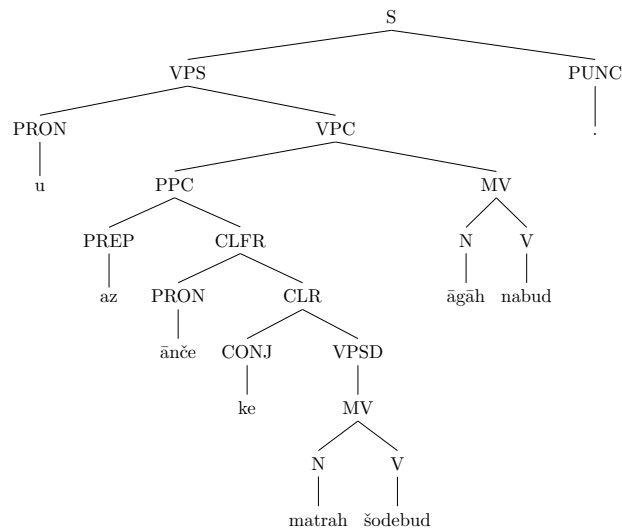 S
VPS PUNC
PRON VPC .
u PPC MV
PREP CLFR N V
az PRON CLR āgāh nabud
ānče CONJ VPSD
ke MV
N V
matrah šodebud